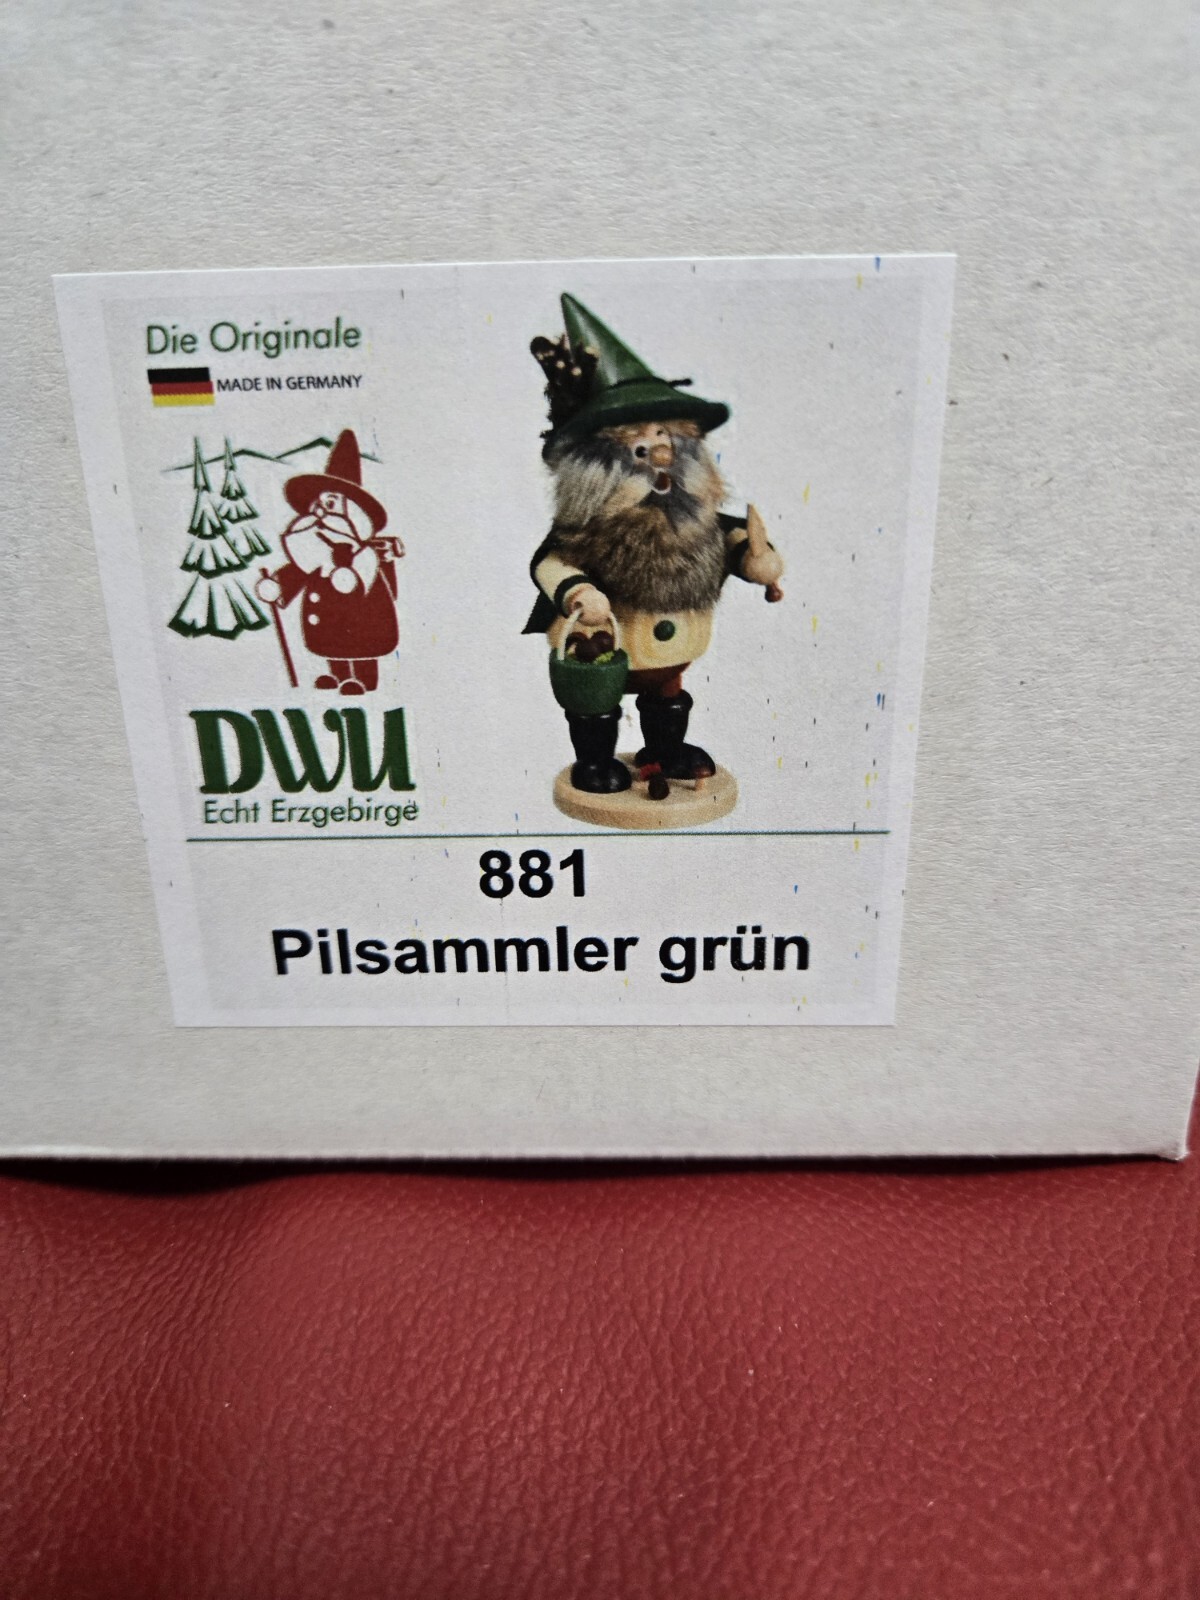 Die Originale
MADE IN GERMANY
DWU
Echt Erzgebirge
881
Pilsammler grün